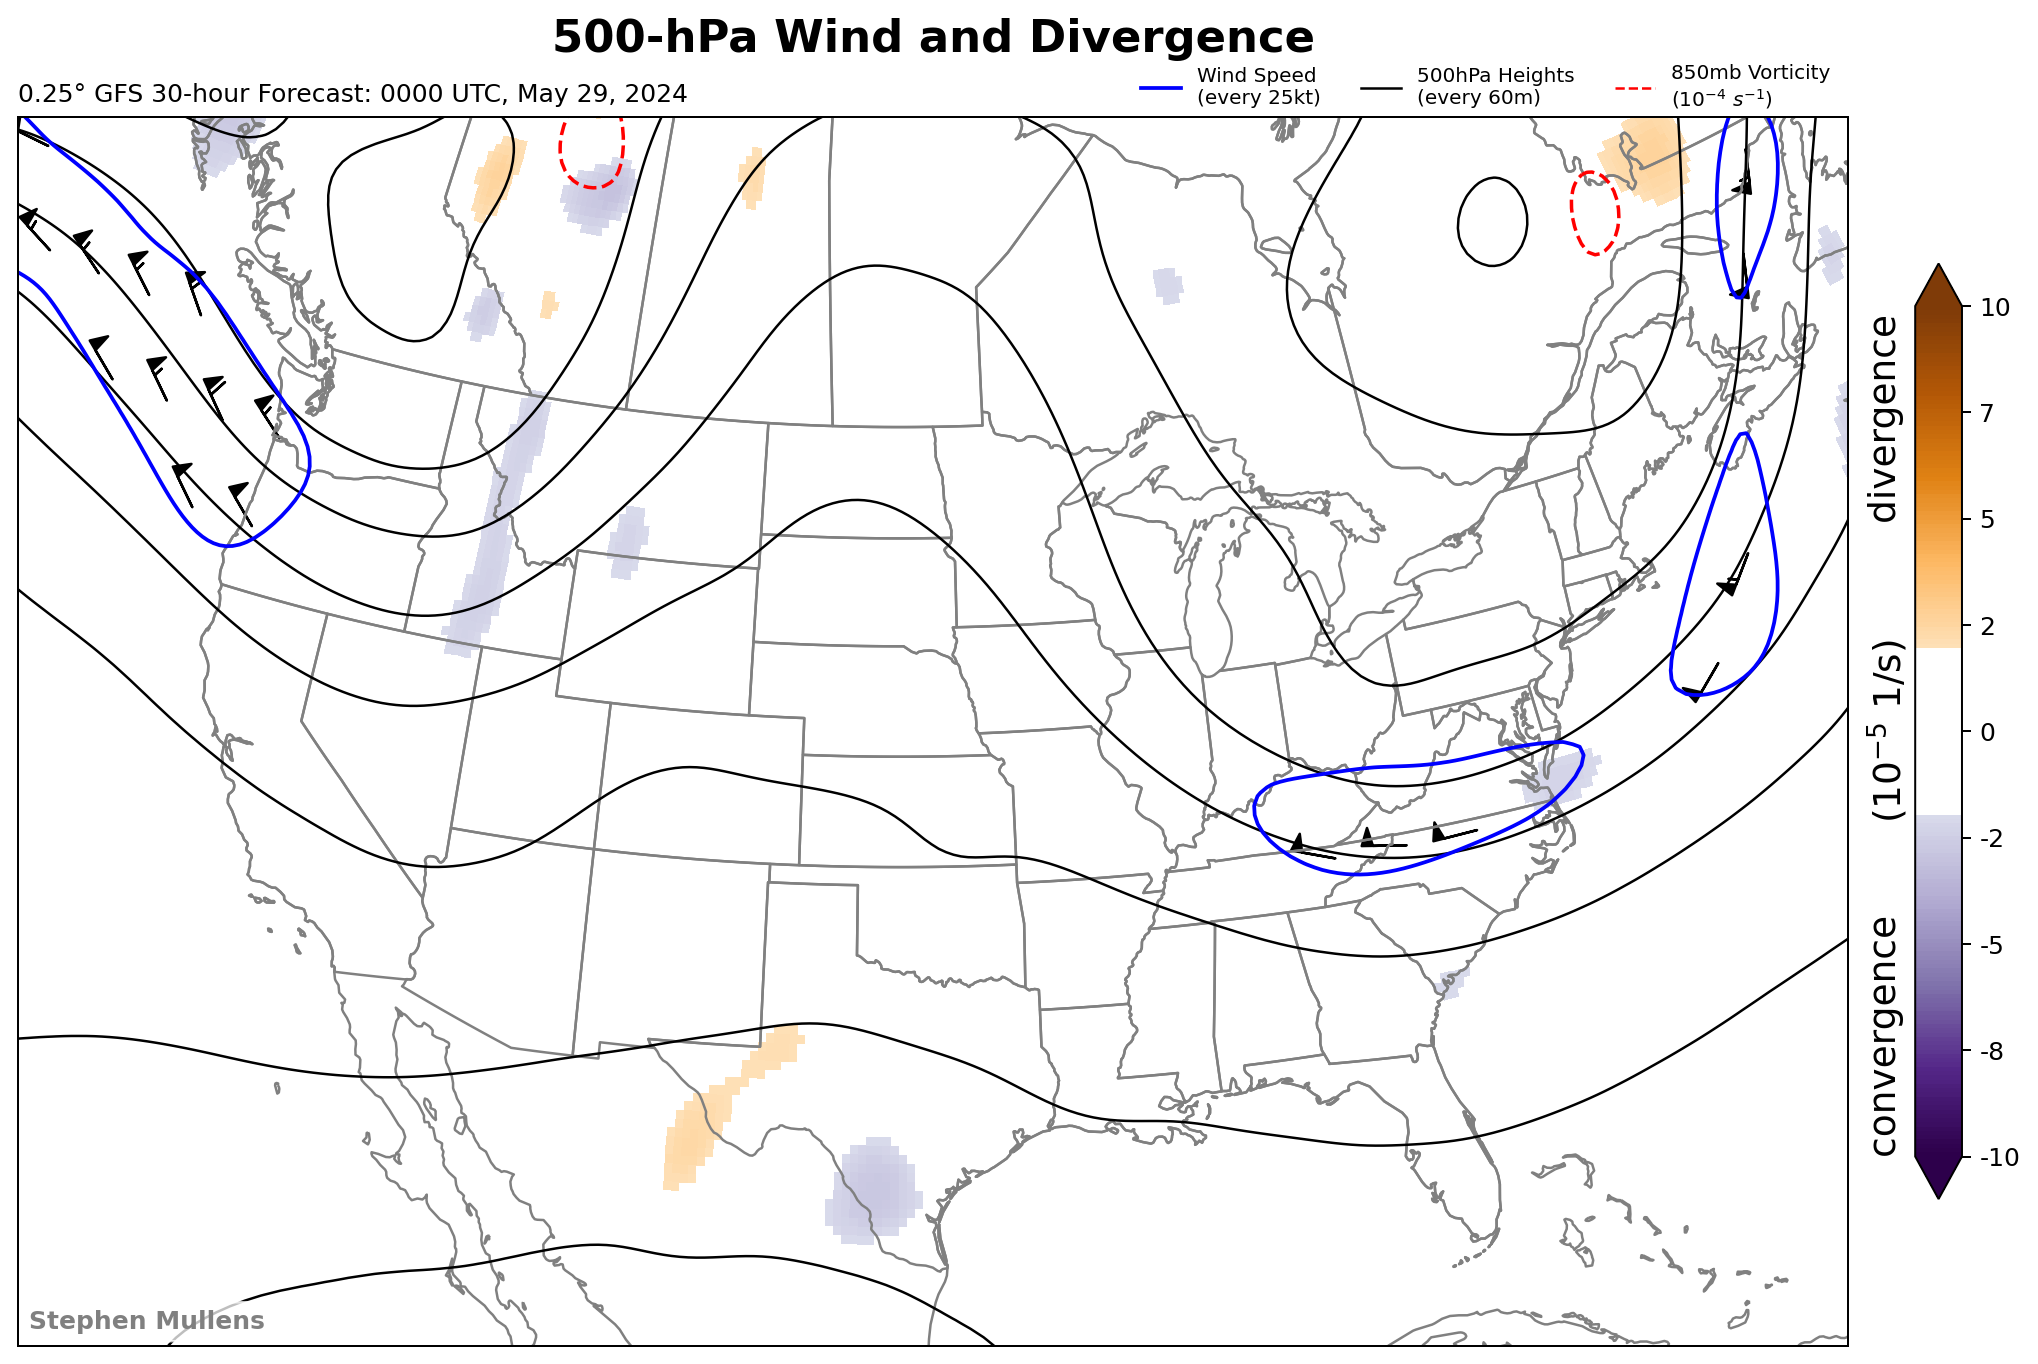 500-hPa Wind and Divergence
0.25° GFS 30-hour Forecast: 0000 UTC, May 29, 2024
Wind Speed
(every 25kt)
500hPa Heights
(every 60m)
850mb Vorticity
(10⁻⁴ s⁻¹)
10
7
5
2
0
-2
-5
-8
-10
convergence (10⁻⁵ 1/s) divergence
Stephen Mullens